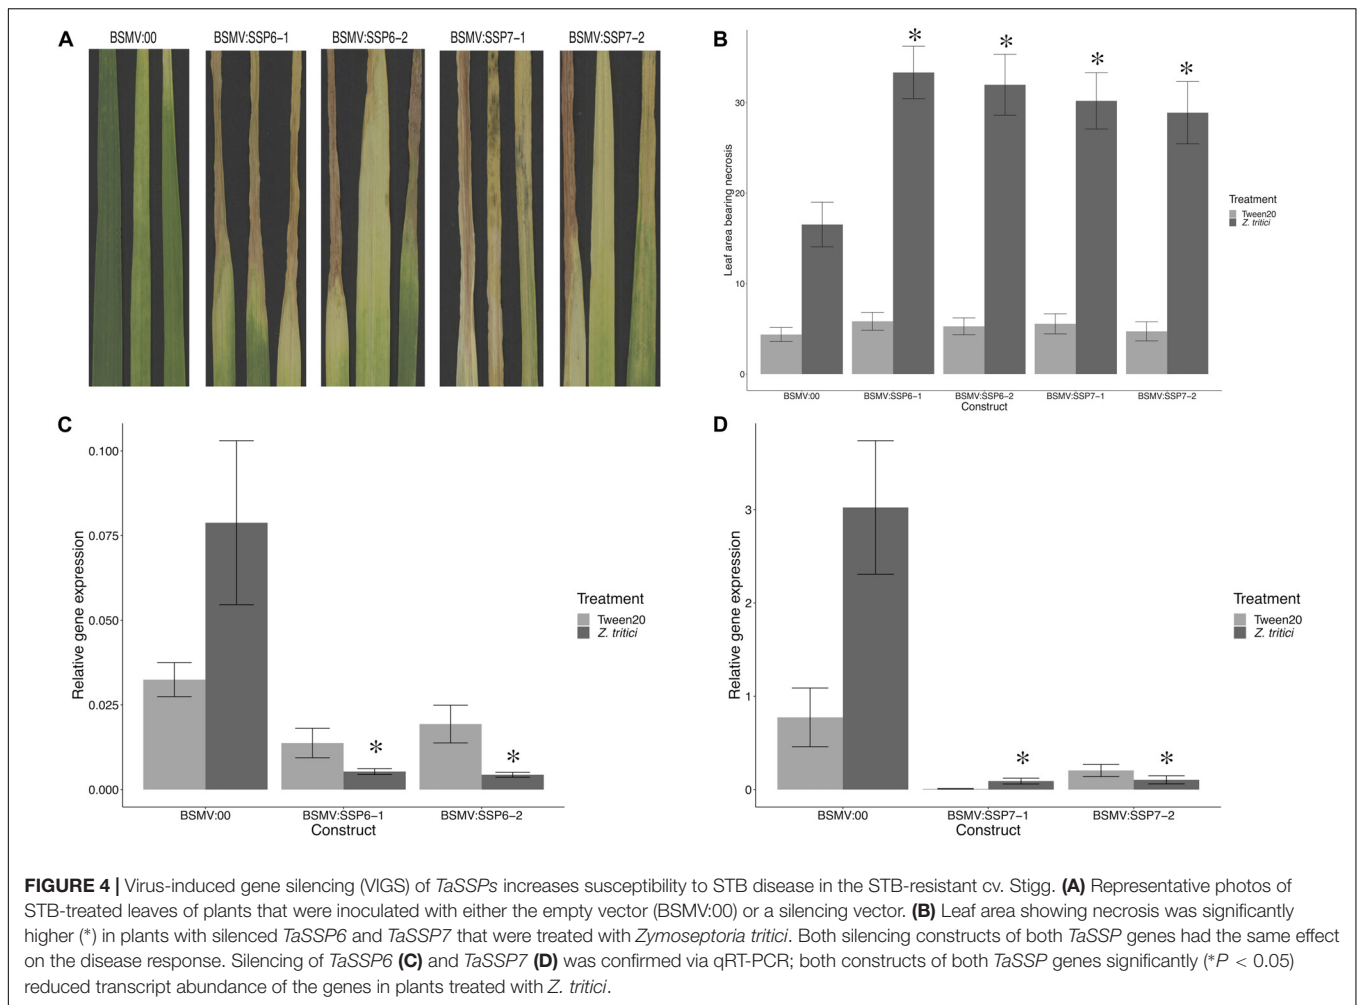 A
BSMV:00 BSMV:SSP6–1 BSMV:SSP6–2 BSMV:SSP7–1 BSMV:SSP7–2
B
Leaf area bearing necrosis
30
20
10
0
* * * *
BSMV:00 BSMV:SSP6–1 BSMV:SSP6–2 BSMV:SSP7–1 BSMV:SSP7–2
Construct
Treatment
Tween20
Z. tritici
C
Relative gene expression
0.100
0.075
0.050
0.025
0.000
* *
BSMV:00 BSMV:SSP6–1 BSMV:SSP6–2
Construct
Treatment
Tween20
Z. tritici
D
Relative gene expression
3
2
1
0
* *
BSMV:00 BSMV:SSP7–1 BSMV:SSP7–2
Construct
Treatment
Tween20
Z. tritici
FIGURE 4 | Virus-induced gene silencing (VIGS) of TaSSPs increases susceptibility to STB disease in the STB-resistant cv. Stigg. (A) Representative photos of
STB-treated leaves of plants that were inoculated with either the empty vector (BSMV:00) or a silencing vector. (B) Leaf area showing necrosis was significantly
higher (*) in plants with silenced TaSSP6 and TaSSP7 that were treated with Zymoseptoria tritici. Both silencing constructs of both TaSSP genes had the same effect
on the disease response. Silencing of TaSSP6 (C) and TaSSP7 (D) was confirmed via qRT-PCR; both constructs of both TaSSP genes significantly (*P < 0.05)
reduced transcript abundance of the genes in plants treated with Z. tritici.